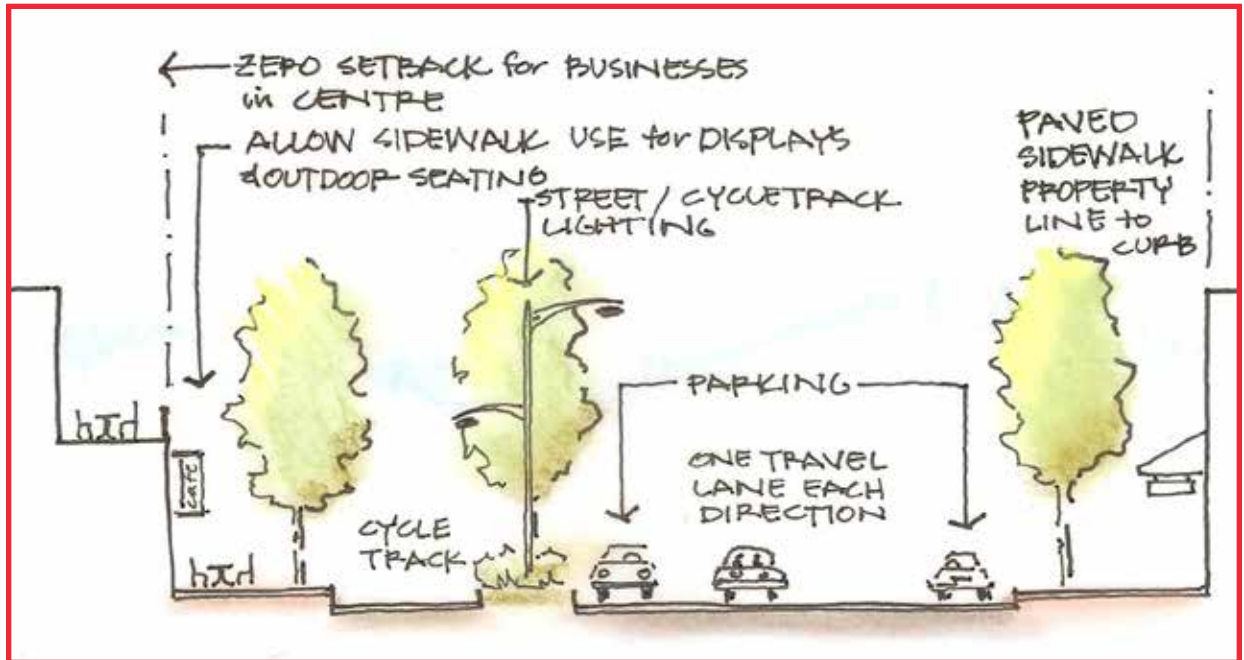 ZERO SETBACK for BUSINESSES
in CENTRE
ALLOW SIDEWALK USE for DISPLAYS
& OUTDOOR SEATING
STREET / CYCLETRACK
LIGHTING
PAVED
SIDEWALK
PROPERTY
LINE to
CURB
PARKING
ONE TRAVEL
LANE EACH
DIRECTION
CYCLE
TRACK
cafe